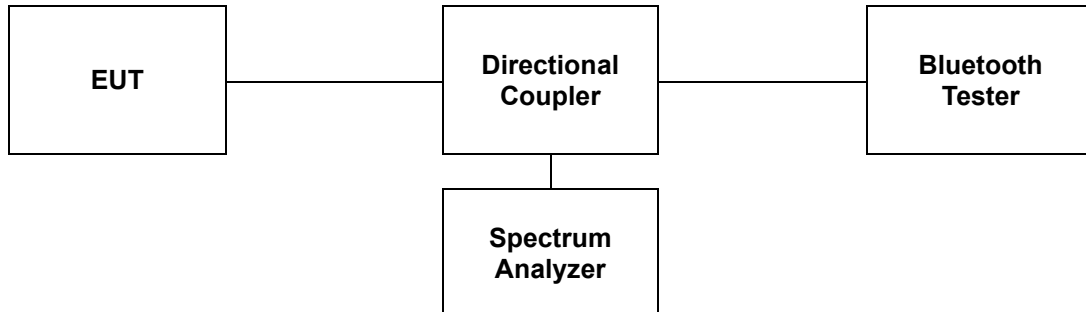 EUT
Directional
Coupler
Bluetooth
Tester
Spectrum
Analyzer